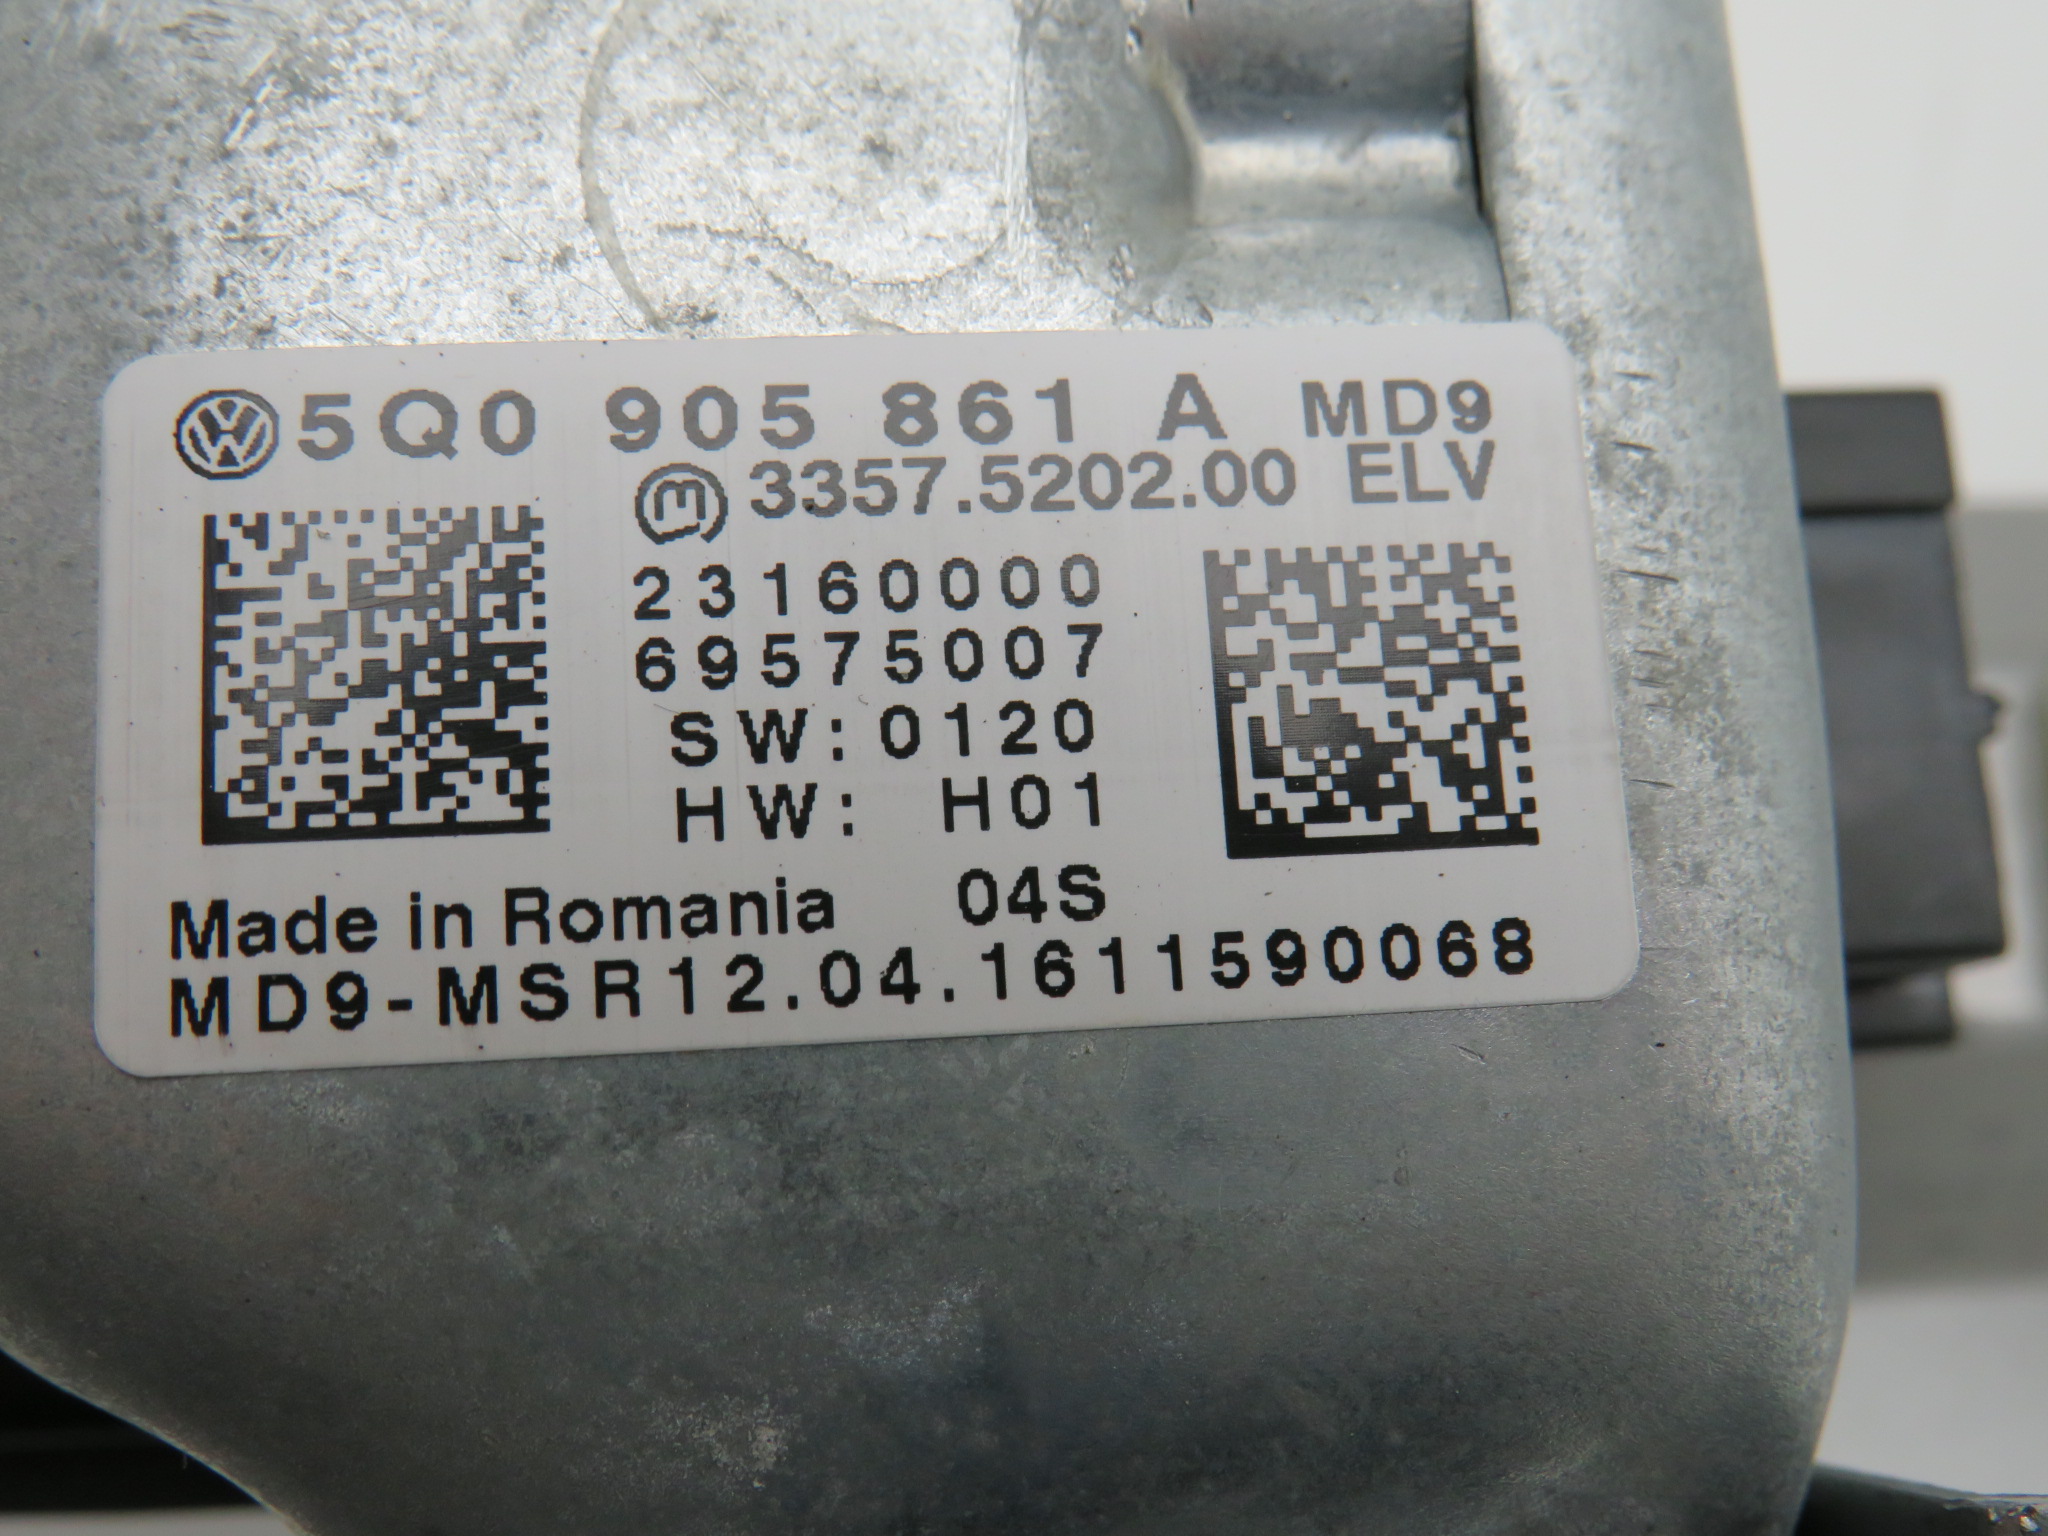 5Q0 905 861 A MD9
3357.5202.00 ELV
23160000
69575007
SW:0120
HW: H01
Made in Romania 04S
MD9-MSR12.04.1611590068